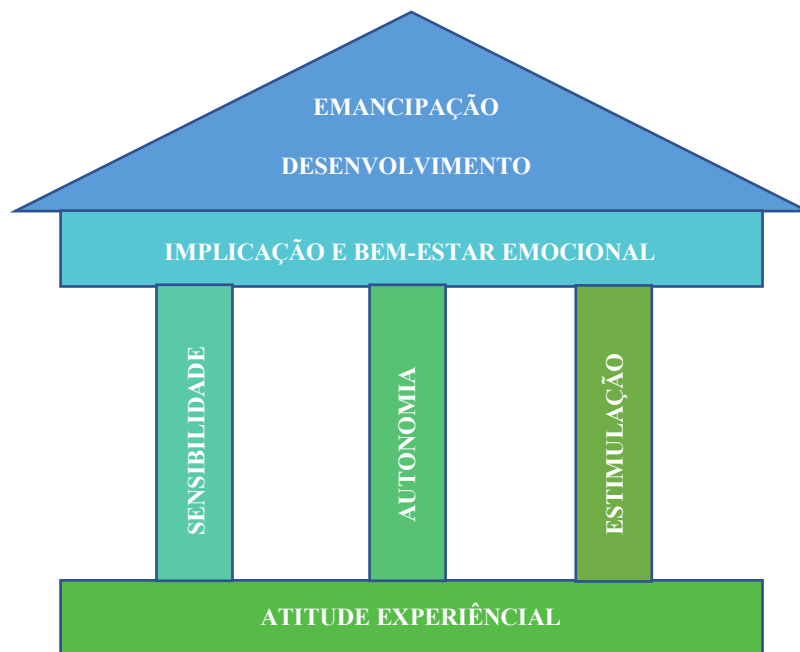 EMANCIPAÇÃO
DESENVOLVIMENTO
IMPLICAÇÃO E BEM-ESTAR EMOCIONAL
SENSIBILIDADE
AUTONOMIA
ESTIMULAÇÃO
ATITUDE EXPERIÊNCIAL